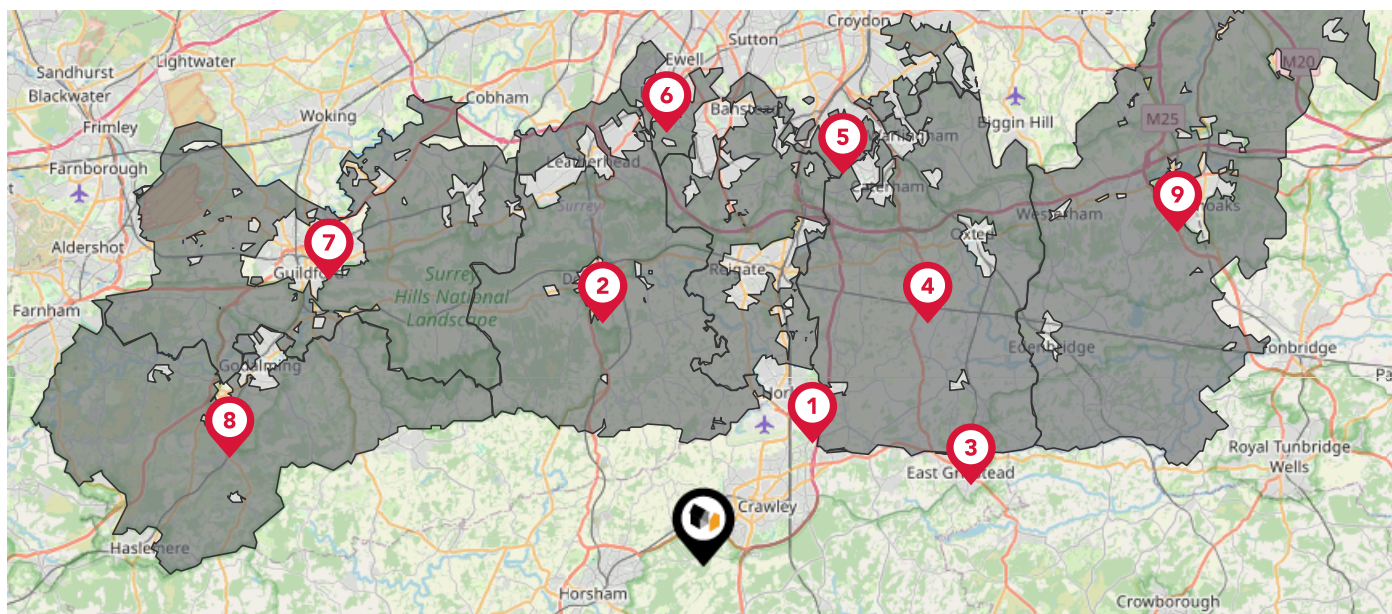 Croydon
Sutton
Lightwater
Ewell
Sandhurst
Blackwater
Cobham
M20
Woking
Biggin Hill
M25
Frimley
6
5
Farnborough
Leatherhead
Caterham
9
Surrey
Westerham
7
Oxted
Aldershot
Guildford
Reigate
Surrey
Hills National
Landscape
2
4
Farnham
Edenbridge
Godalming
8
1
3
East Grinstead
Royal Tunbridge
Wells
Crawley
Haslemere
Horsham
Crowborough